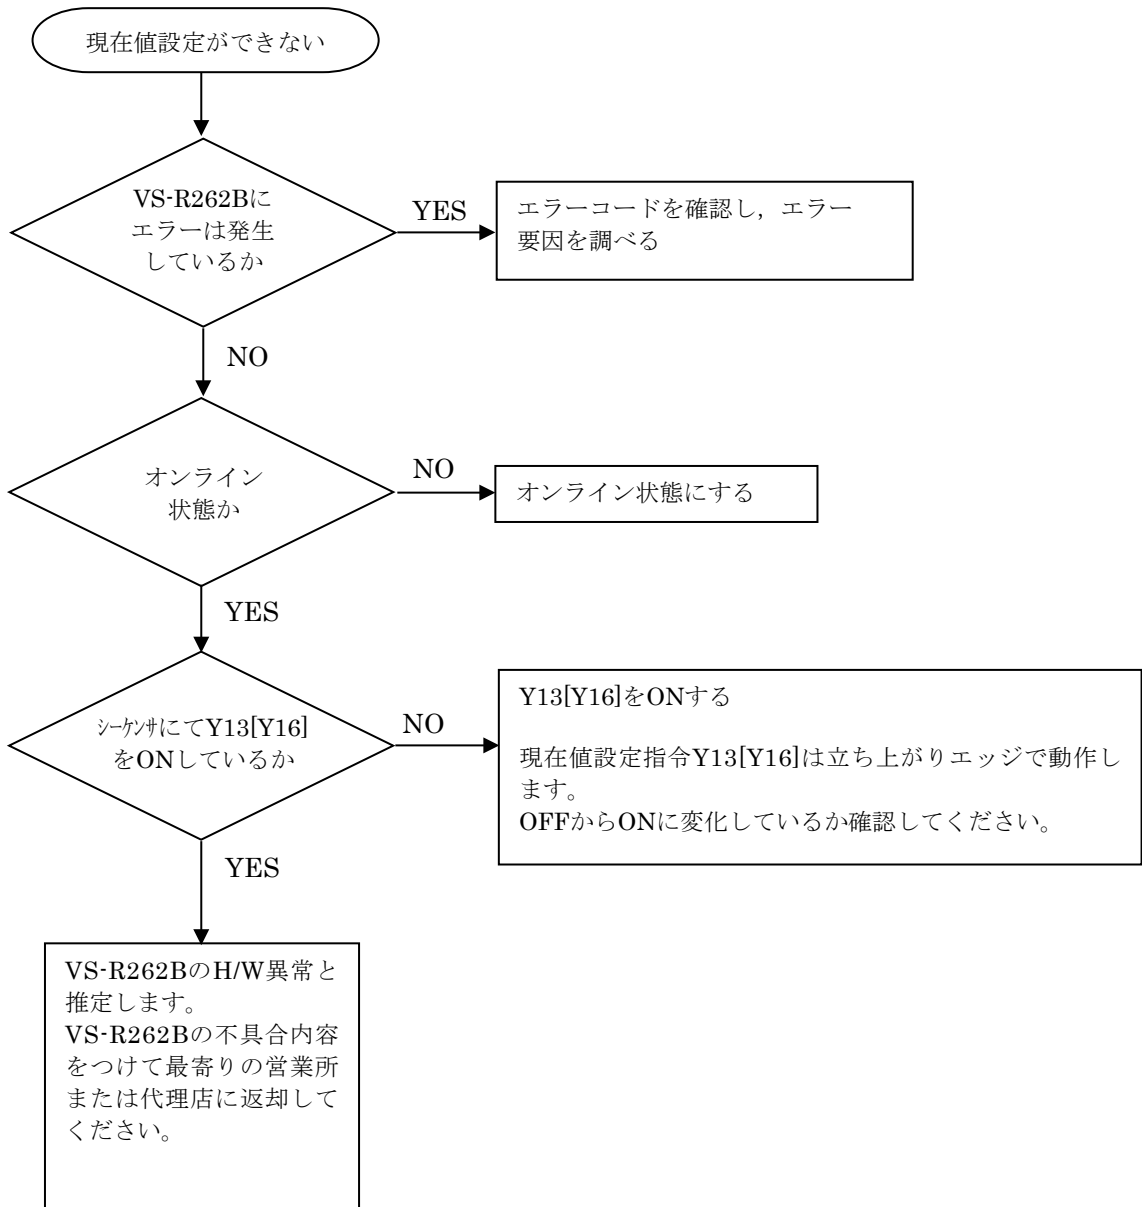 現在値設定ができない
VS-R262Bに
エラーは発生
しているか
YES
エラーコードを確認し，エラー
要因を調べる
NO
オンライン
状態か
NO
オンライン状態にする
YES
ｼｰｹﾝｻにてY13[Y16]
をONしているか
NO
Y13[Y16]をONする
現在値設定指令Y13[Y16]は立ち上がりエッジで動作し
ます。
OFFからONに変化しているか確認してください。
YES
VS-R262BのH/W異常と
推定します。
VS-R262Bの不具合内容
をつけて最寄りの営業所
または代理店に返却して
ください。